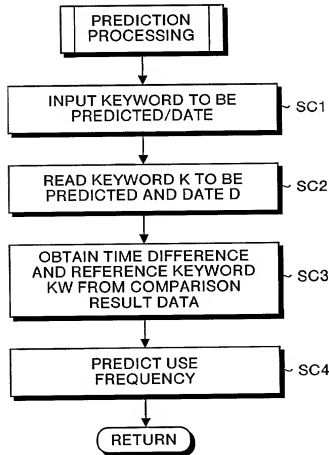 PREDICTION
PROCESSING
INPUT KEYWORD TO BE
PREDICTED/DATE
SC1
READ KEYWORD K TO BE
PREDICTED AND DATE D
SC2
OBTAIN TIME DIFFERENCE
AND REFERENCE KEYWORD
KW FROM COMPARISON
RESULT DATA
SC3
PREDICT USE
FREQUENCY
SC4
RETURN